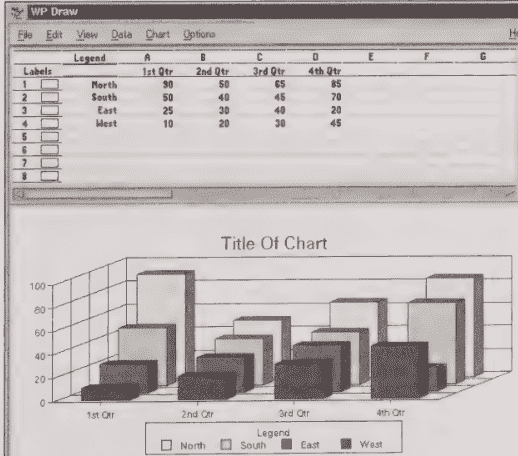 WP Draw
File Edit View Data Chart Options
Legend A B C D E F G
Labels 1st Qtr 2nd Qtr 3rd Qtr 4th Qtr
1 North 90 50 65 85
2 South 50 40 45 70
3 East 25 30 40 20
4 West 10 20 30 45
5
6
7
8
Title Of Chart
100
80
60
40
20
0
1st Qtr 2nd Qtr 3rd Qtr 4th Qtr
Legend
North South East West